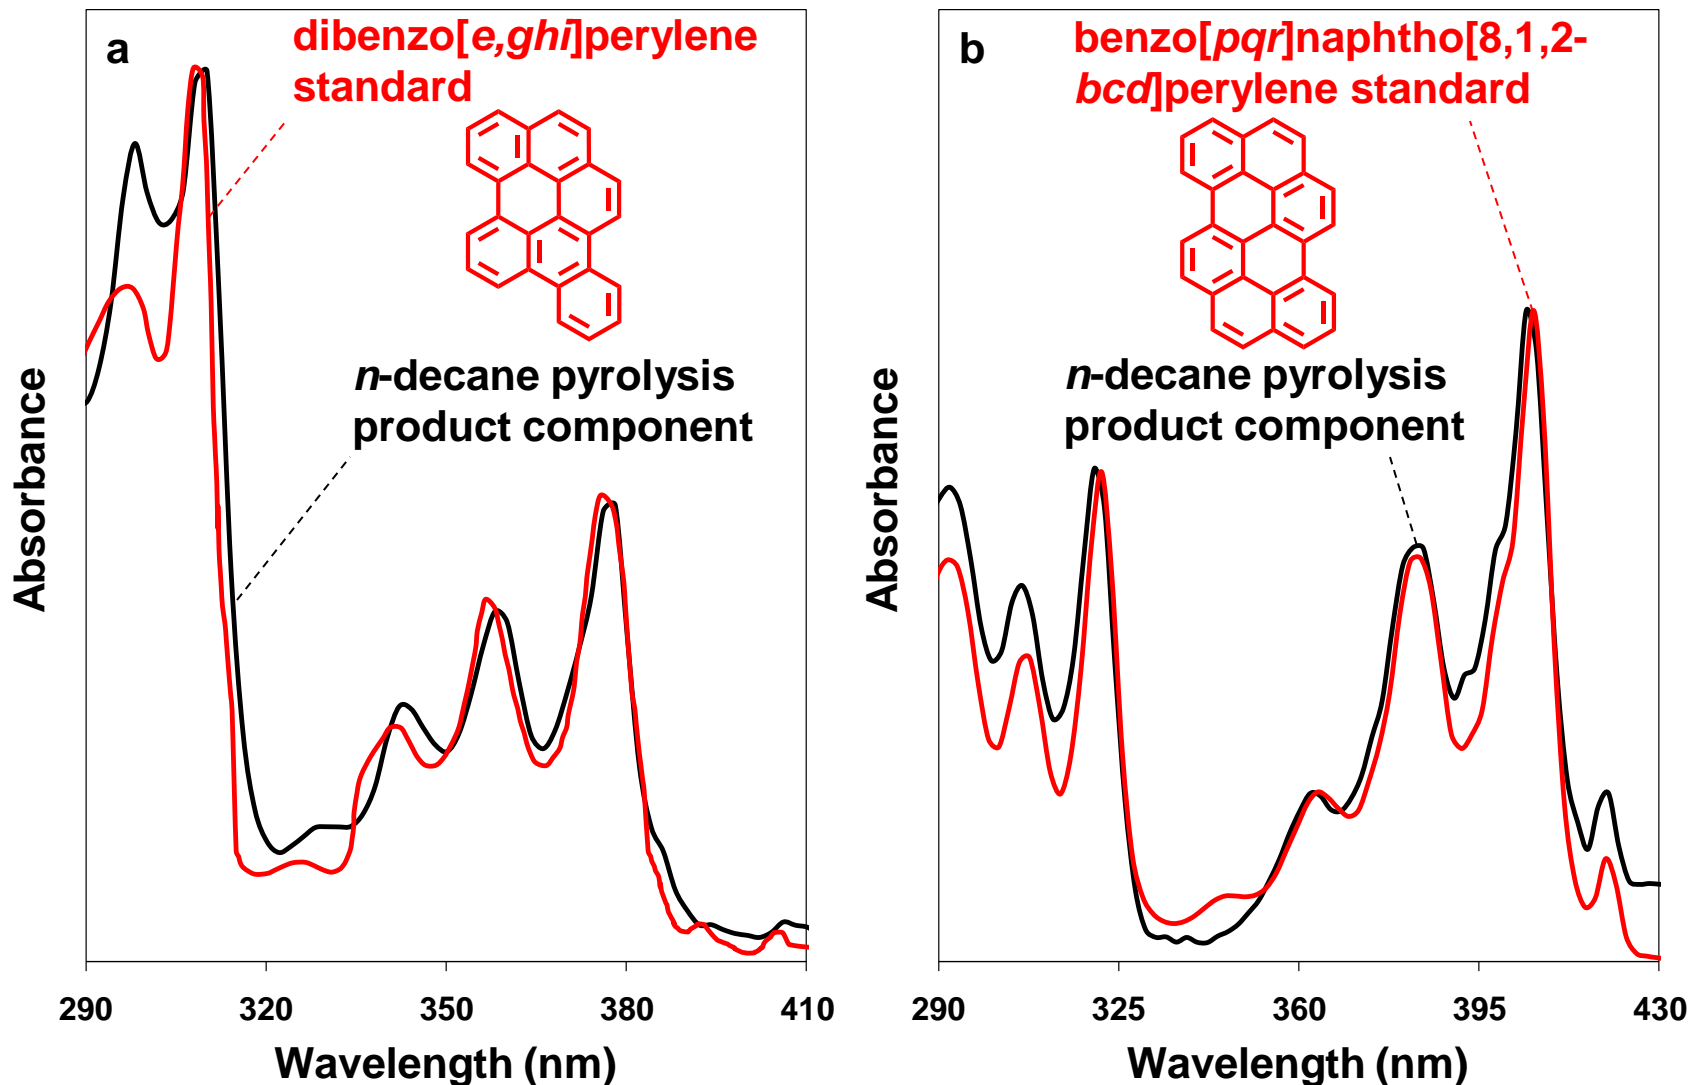 a
dibenzo[e,ghi]perylene
standard
n-decane pyrolysis
product component
Absorbance
290 320 350 380 410
Wavelength (nm)
b
benzo[pqr]naphtho[8,1,2-
bcd]perylene standard
n-decane pyrolysis
product component
Absorbance
290 325 360 395 430
Wavelength (nm)